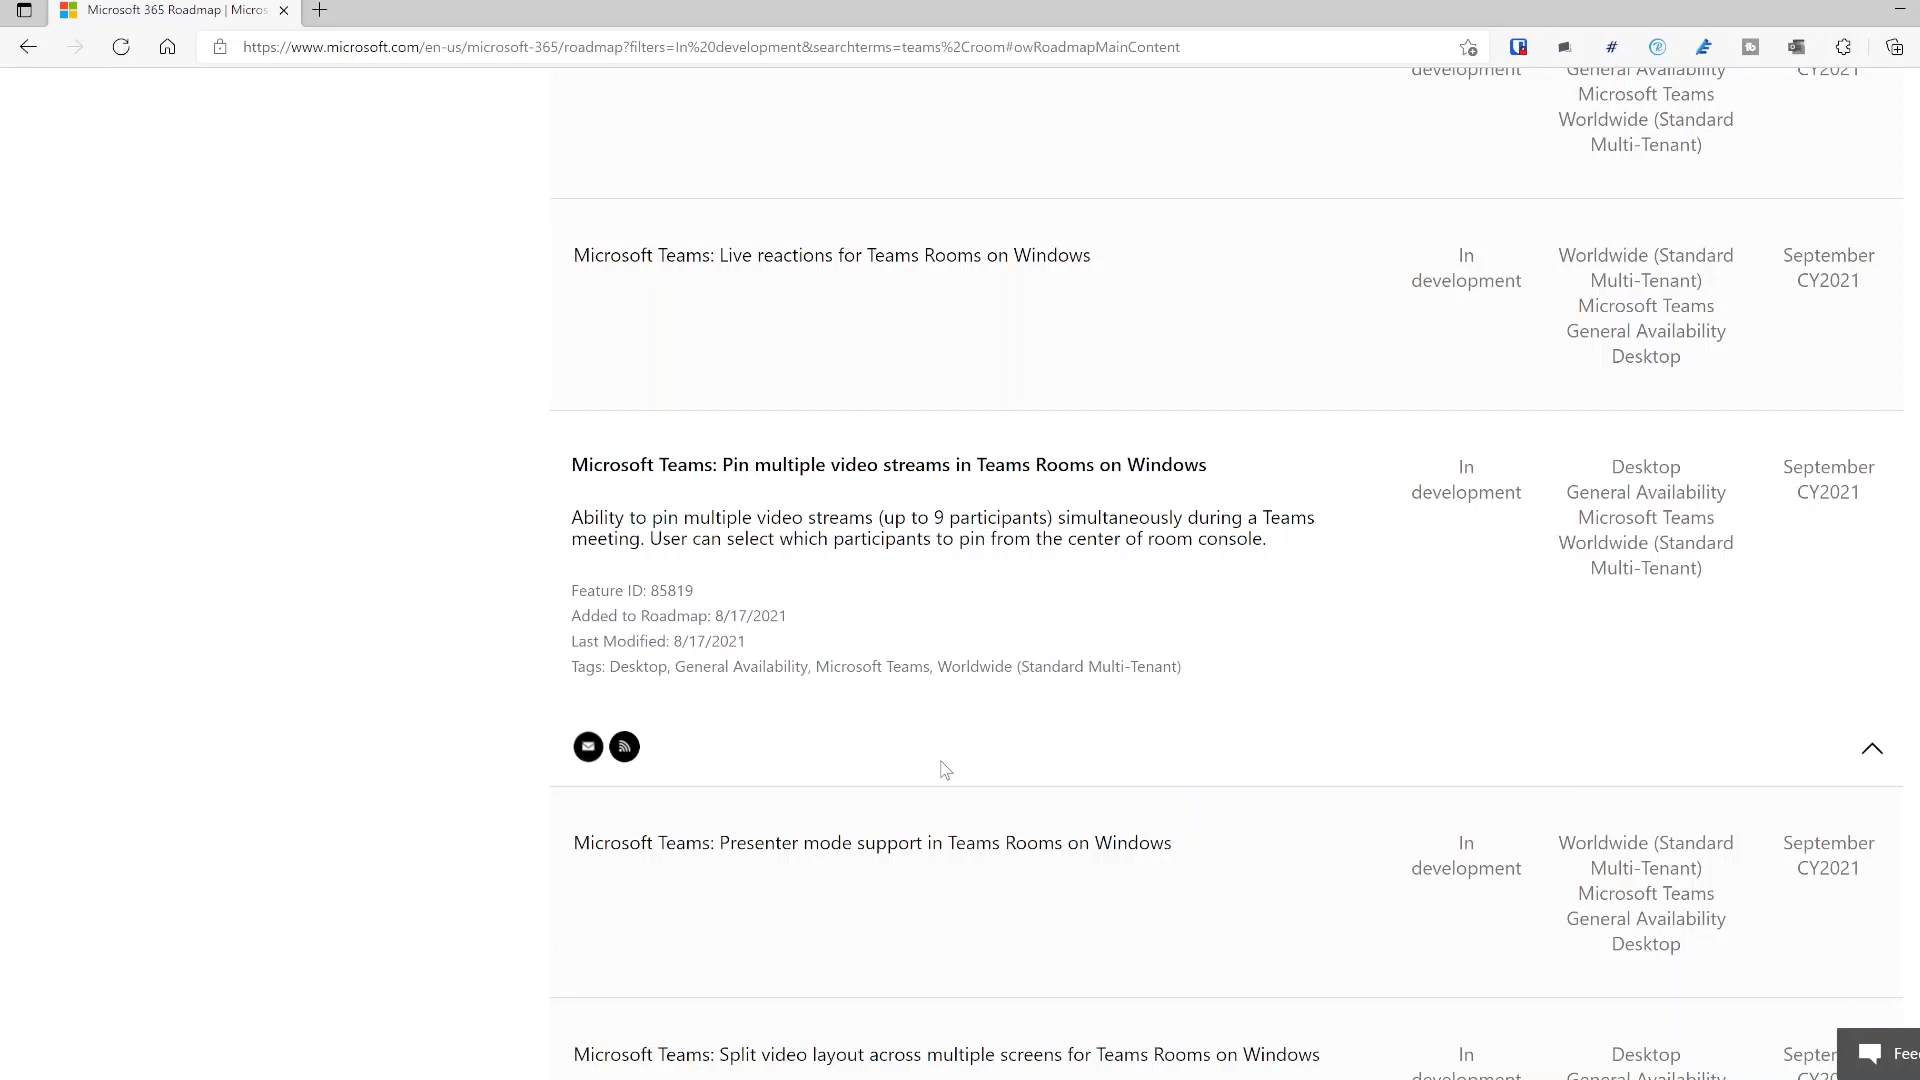 Microsoft 365 Roadmap | Micros
https://www.microsoft.com/en-us/microsoft-365/roadmap?filters=In%20development&searchterms=teams%2Croom#owRoadmapMainContent
development
General Availability
CY2021
Microsoft Teams
Worldwide (Standard
Multi-Tenant)
Microsoft Teams: Live reactions for Teams Rooms on Windows
In
development
Worldwide (Standard
Multi-Tenant)
Microsoft Teams
General Availability
Desktop
September
CY2021
Microsoft Teams: Pin multiple video streams in Teams Rooms on Windows
Ability to pin multiple video streams (up to 9 participants) simultaneously during a Teams
meeting. User can select which participants to pin from the center of room console.
Feature ID: 85819
Added to Roadmap: 8/17/2021
Last Modified: 8/17/2021
Tags: Desktop, General Availability, Microsoft Teams, Worldwide (Standard Multi-Tenant)
In
development
Desktop
General Availability
Microsoft Teams
Worldwide (Standard
Multi-Tenant)
September
CY2021
Microsoft Teams: Presenter mode support in Teams Rooms on Windows
In
development
Worldwide (Standard
Multi-Tenant)
Microsoft Teams
General Availability
Desktop
September
CY2021
Microsoft Teams: Split video layout across multiple screens for Teams Rooms on Windows
In
development
Desktop
General Availability
Septer
CY20
Fee